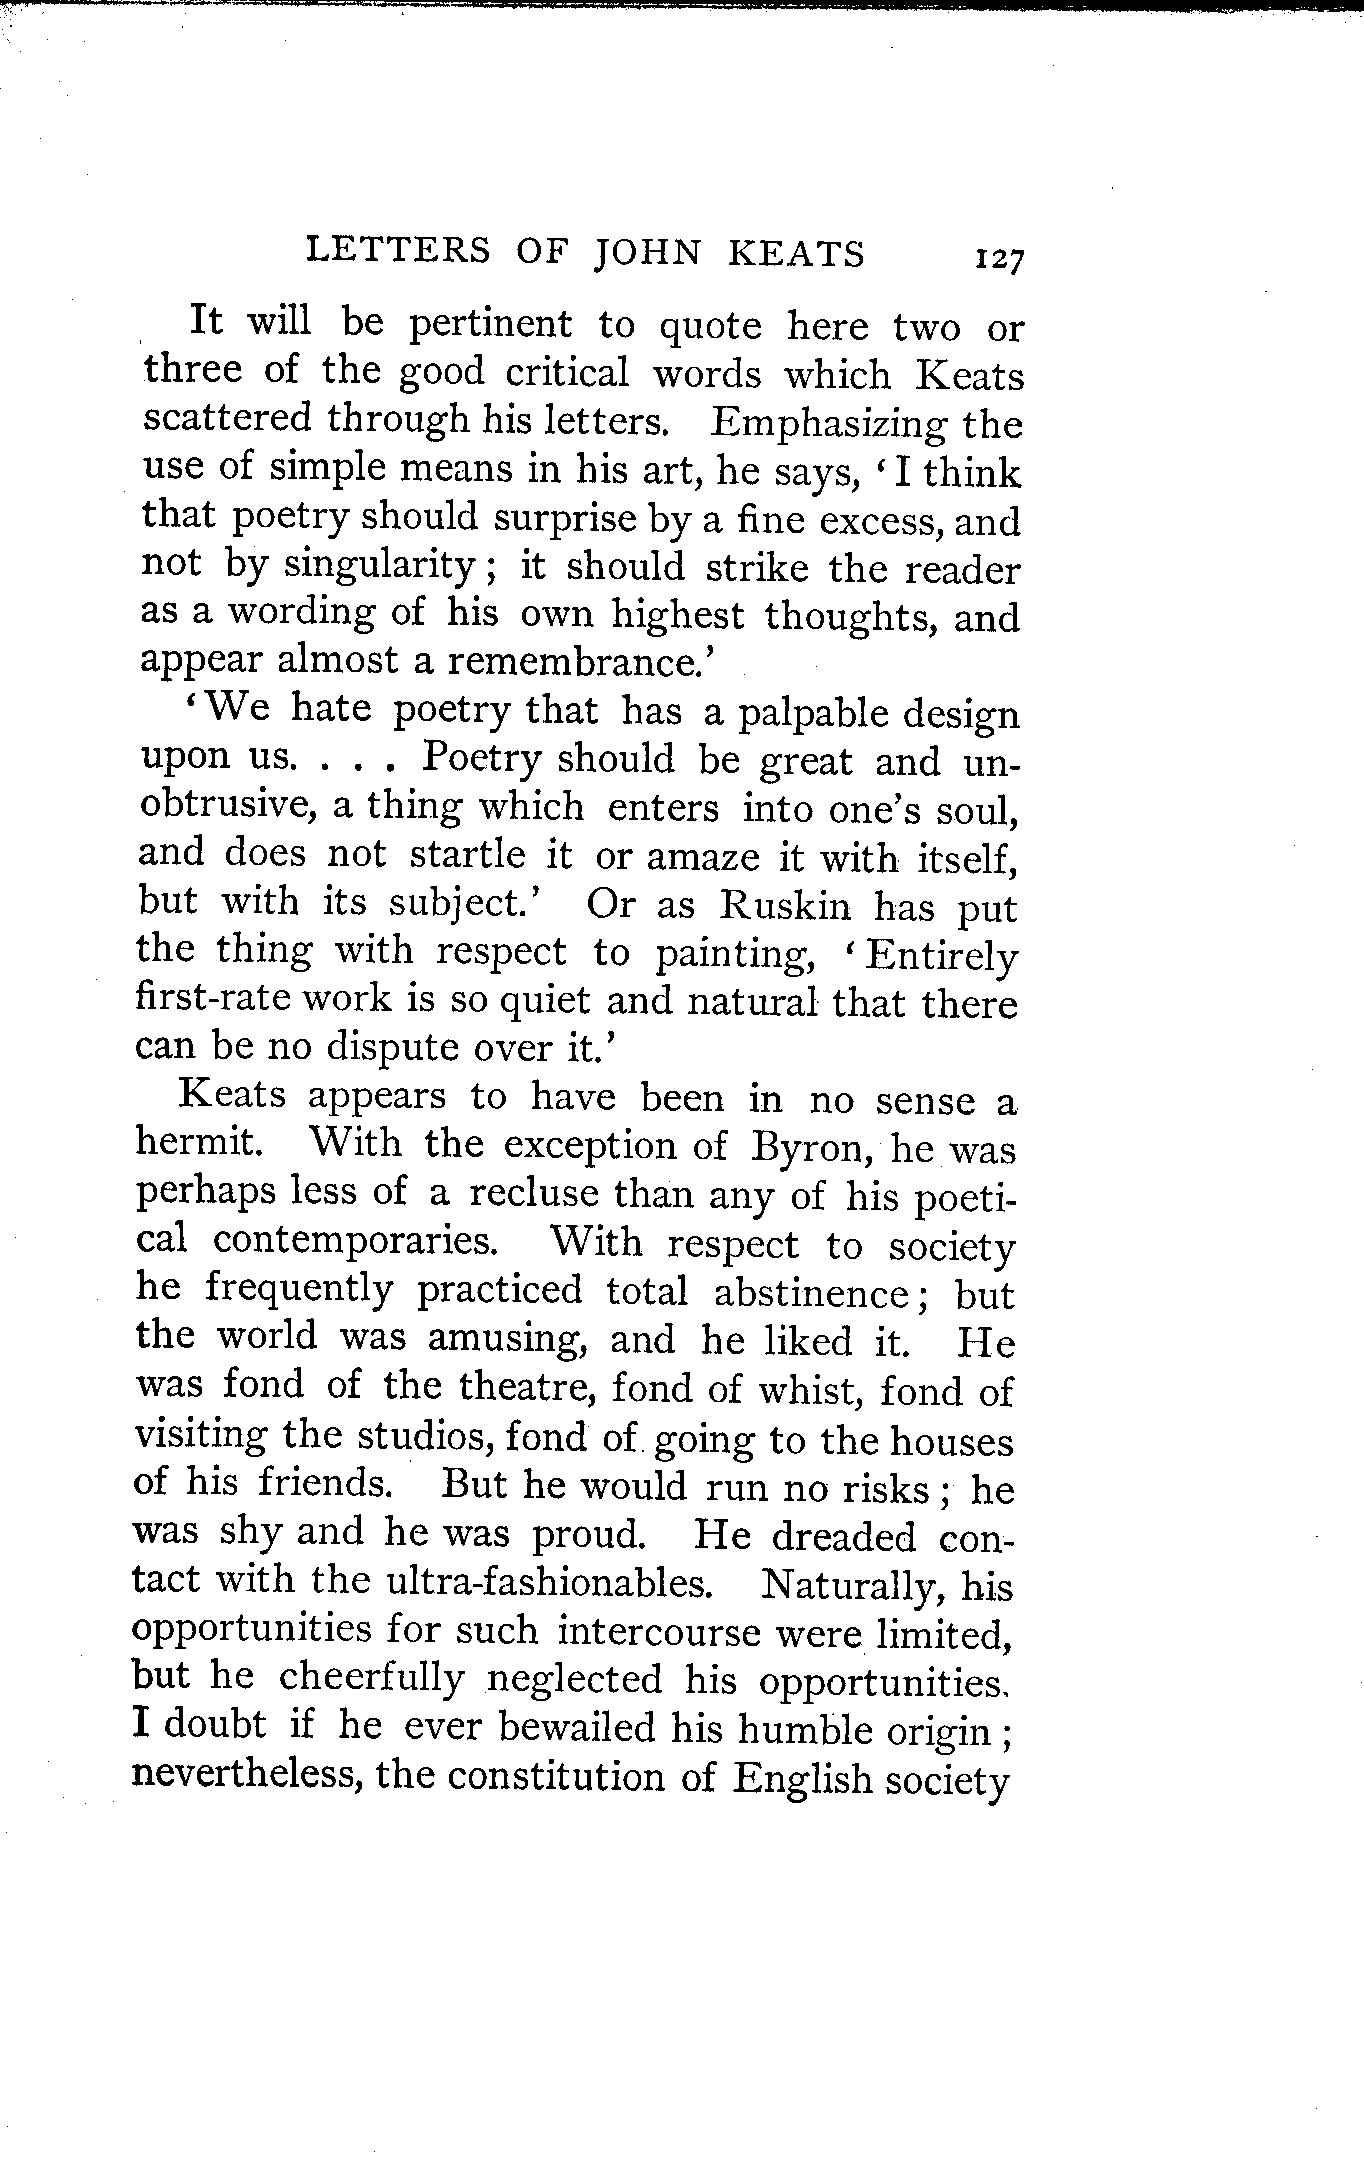 LETTERS OF JOHN KEATS 127
It will be pertinent to quote here two or
three of the good critical words which Keats
scattered through his letters. Emphasizing the
use of simple means in his art, he says, ‘ I think
that poetry should surprise by a fine excess, and
not by singularity ; it should strike the reader
as a wording of his own highest thoughts, and
appear almost a remembrance.’
‘ We hate poetry that has a palpable design
upon us. . . . Poetry should be great and un-
obtrusive, a thing which enters into one’s soul,
and does not startle it or amaze it with itself,
but with its subject.’ Or as Ruskin has put
the thing with respect to painting, ‘ Entirely
first-rate work is so quiet and natural that there
can be no dispute over it.’
Keats appears to have been in no sense a
hermit. With the exception of Byron, he was
perhaps less of a recluse than any of his poeti-
cal contemporaries. With respect to society
he frequently practiced total abstinence ; but
the world was amusing, and he liked it. He
was fond of the theatre, fond of whist, fond of
visiting the studios, fond of going to the houses
of his friends. But he would run no risks ; he
was shy and he was proud. He dreaded con-
tact with the ultra-fashionables. Naturally, his
opportunities for such intercourse were limited,
but he cheerfully neglected his opportunities.
I doubt if he ever bewailed his humble origin ;
nevertheless, the constitution of English society